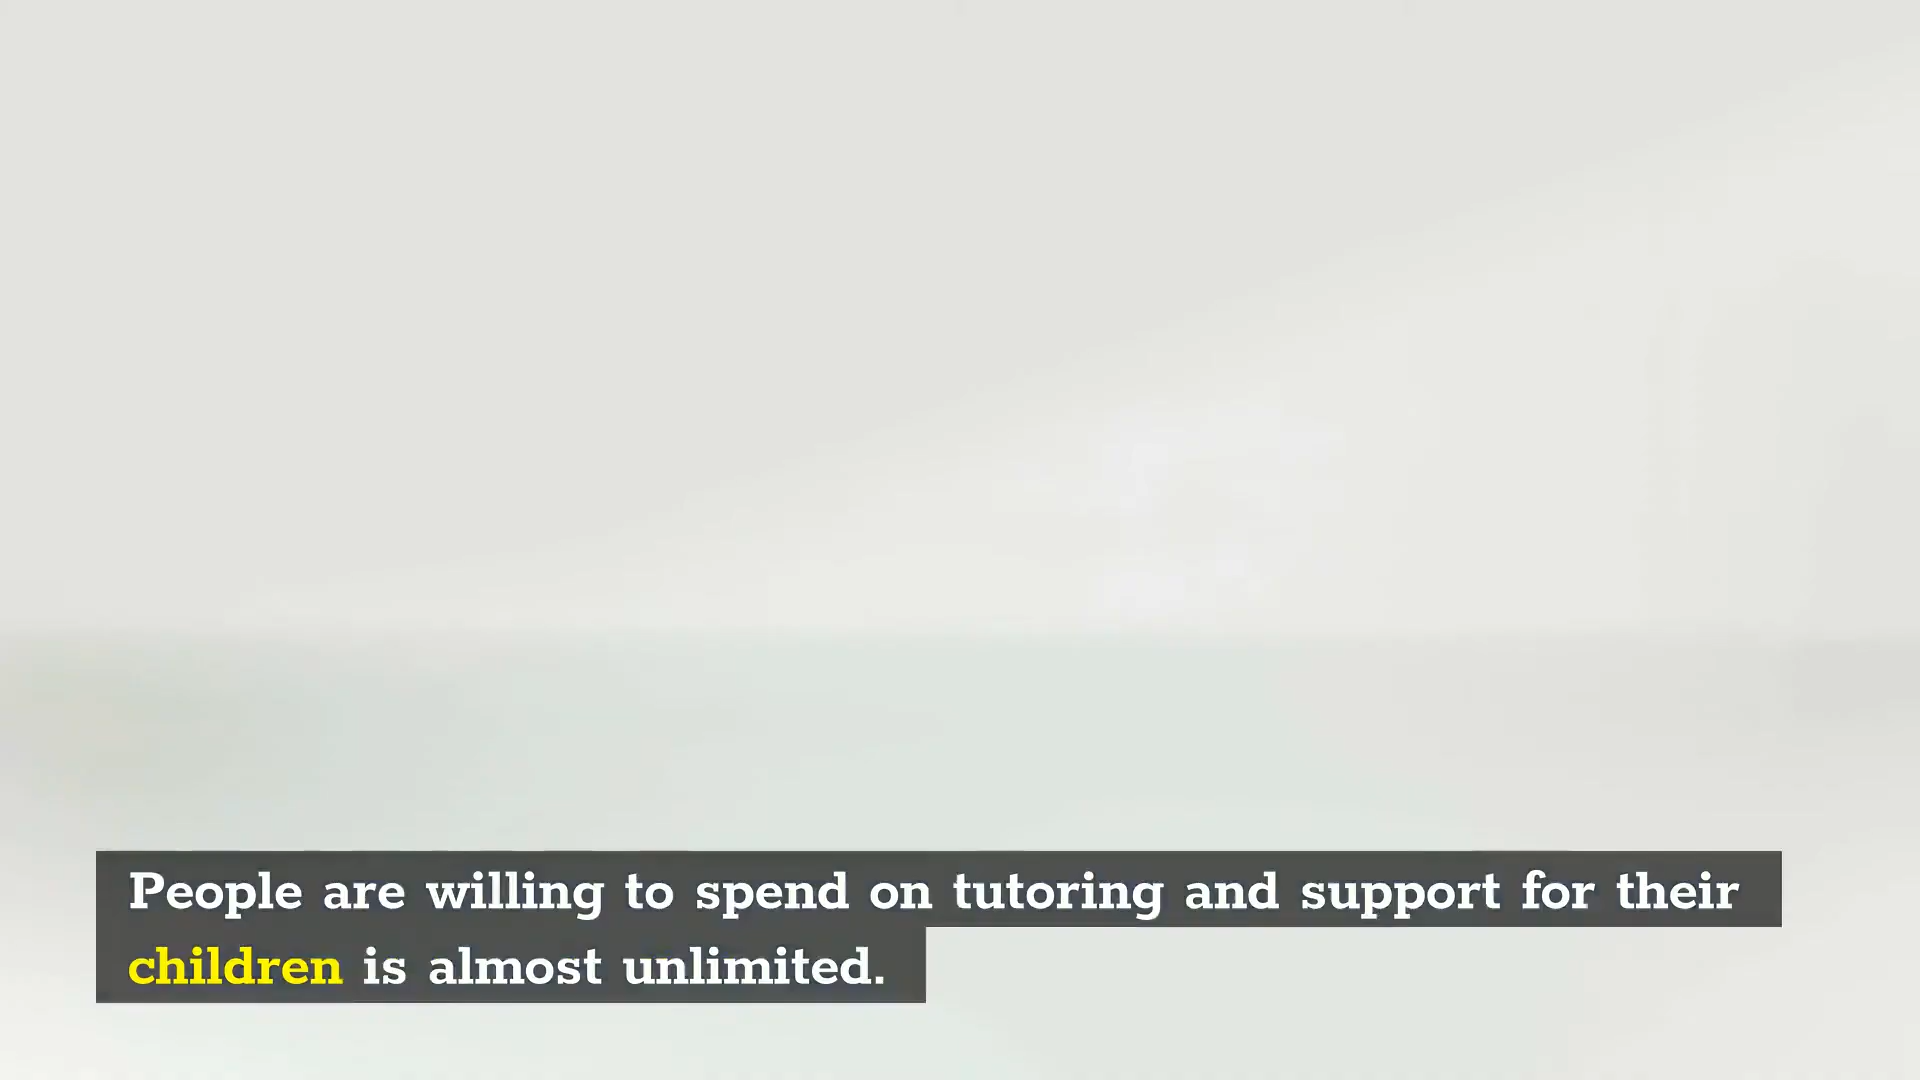 People are willing to spend on tutoring and support for their
children is almost unlimited.